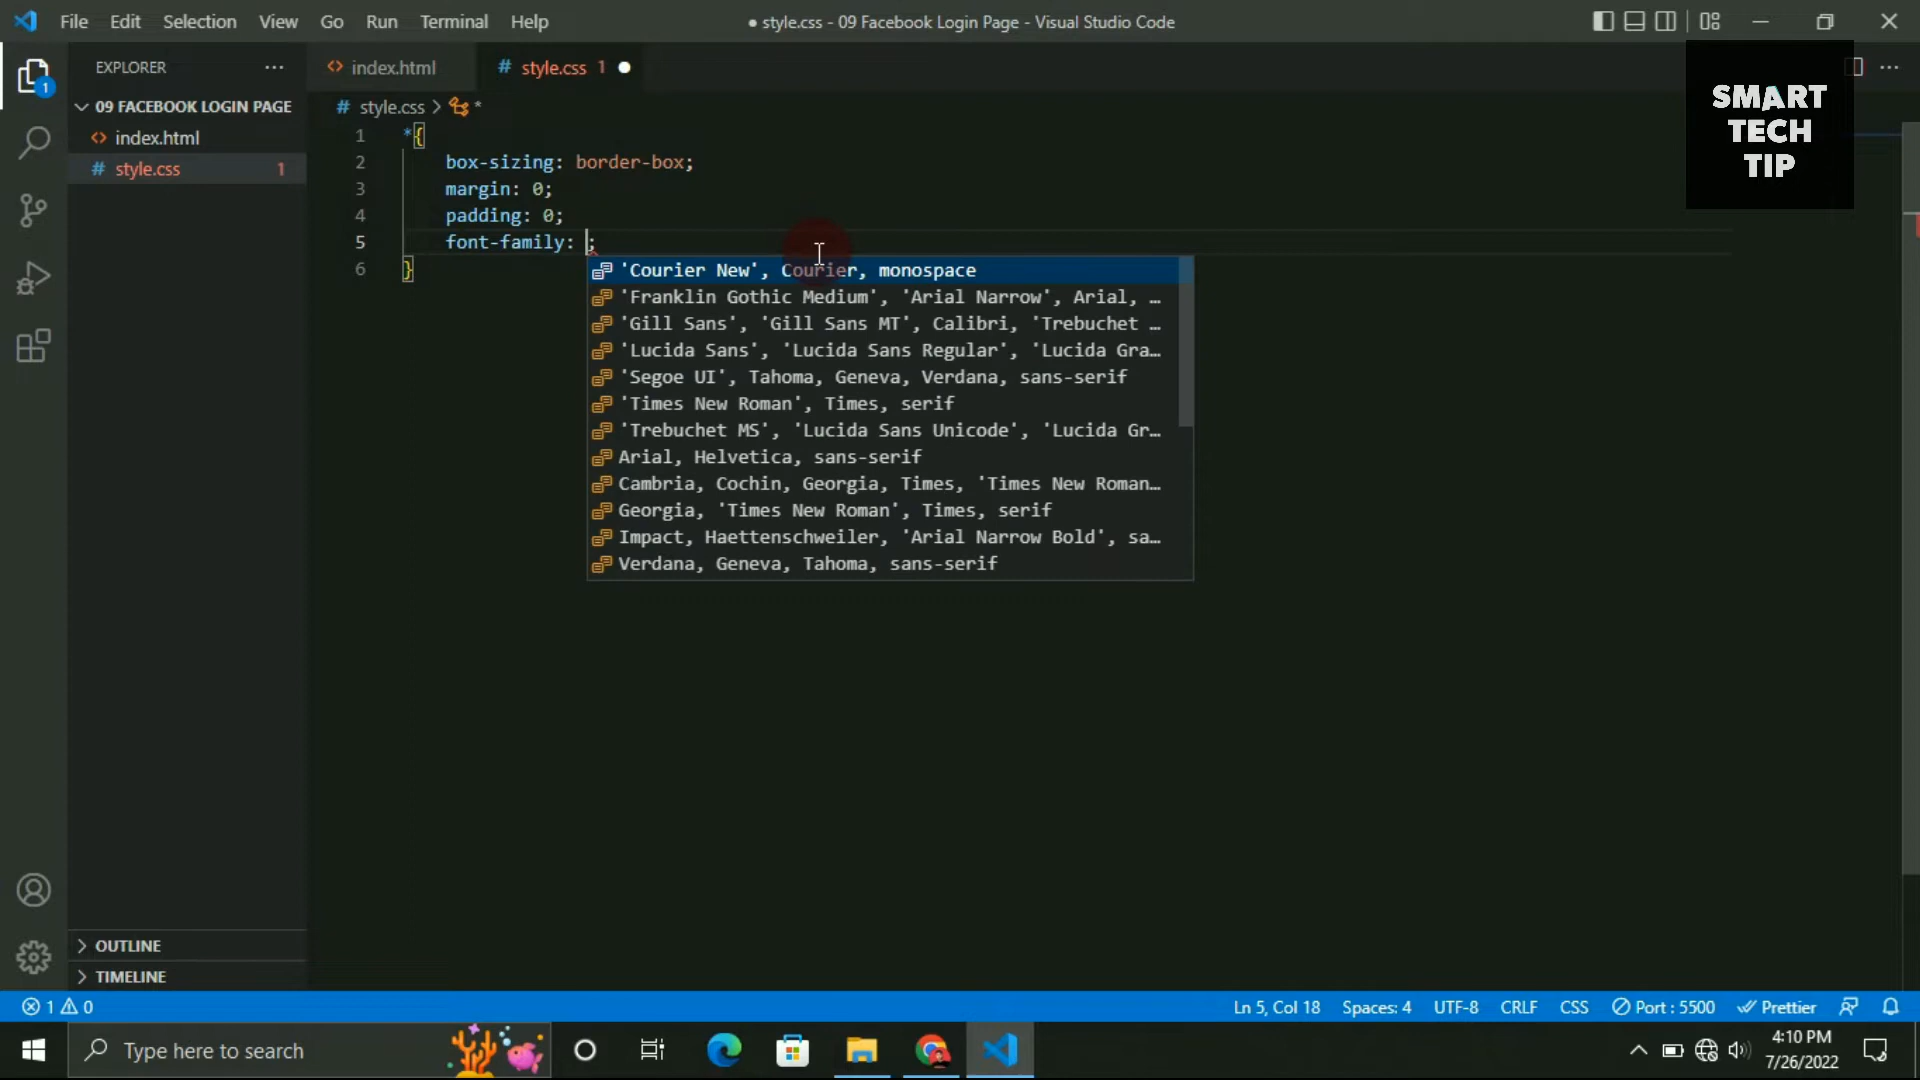 File Edit Selection View Go Run Terminal Help
● style.css - 09 Facebook Login Page - Visual Studio Code
SMART
TECH
TIP
EXPLORER
09 FACEBOOK LOGIN PAGE
<> index.html
# style.css 1
<> index.html
# style.css 1 ●
# style.css > *
1 *{
2 box-sizing: border-box;
3 margin: 0;
4 padding: 0;
5 font-family: ;
6 }
'Courier New', Courier, monospace
'Franklin Gothic Medium', 'Arial Narrow', Arial, …
'Gill Sans', 'Gill Sans MT', Calibri, 'Trebuchet …
'Lucida Sans', 'Lucida Sans Regular', 'Lucida Gra…
'Segoe UI', Tahoma, Geneva, Verdana, sans-serif
'Times New Roman', Times, serif
'Trebuchet MS', 'Lucida Sans Unicode', 'Lucida Gr…
Arial, Helvetica, sans-serif
Cambria, Cochin, Georgia, Times, 'Times New Roman…
Georgia, 'Times New Roman', Times, serif
Impact, Haettenschweiler, 'Arial Narrow Bold', sa…
Verdana, Geneva, Tahoma, sans-serif
1
OUTLINE
TIMELINE
1 0
Ln 5, Col 18 Spaces: 4 UTF-8 CRLF CSS Port : 5500 Prettier
Type here to search
4:10 PM
7/26/2022